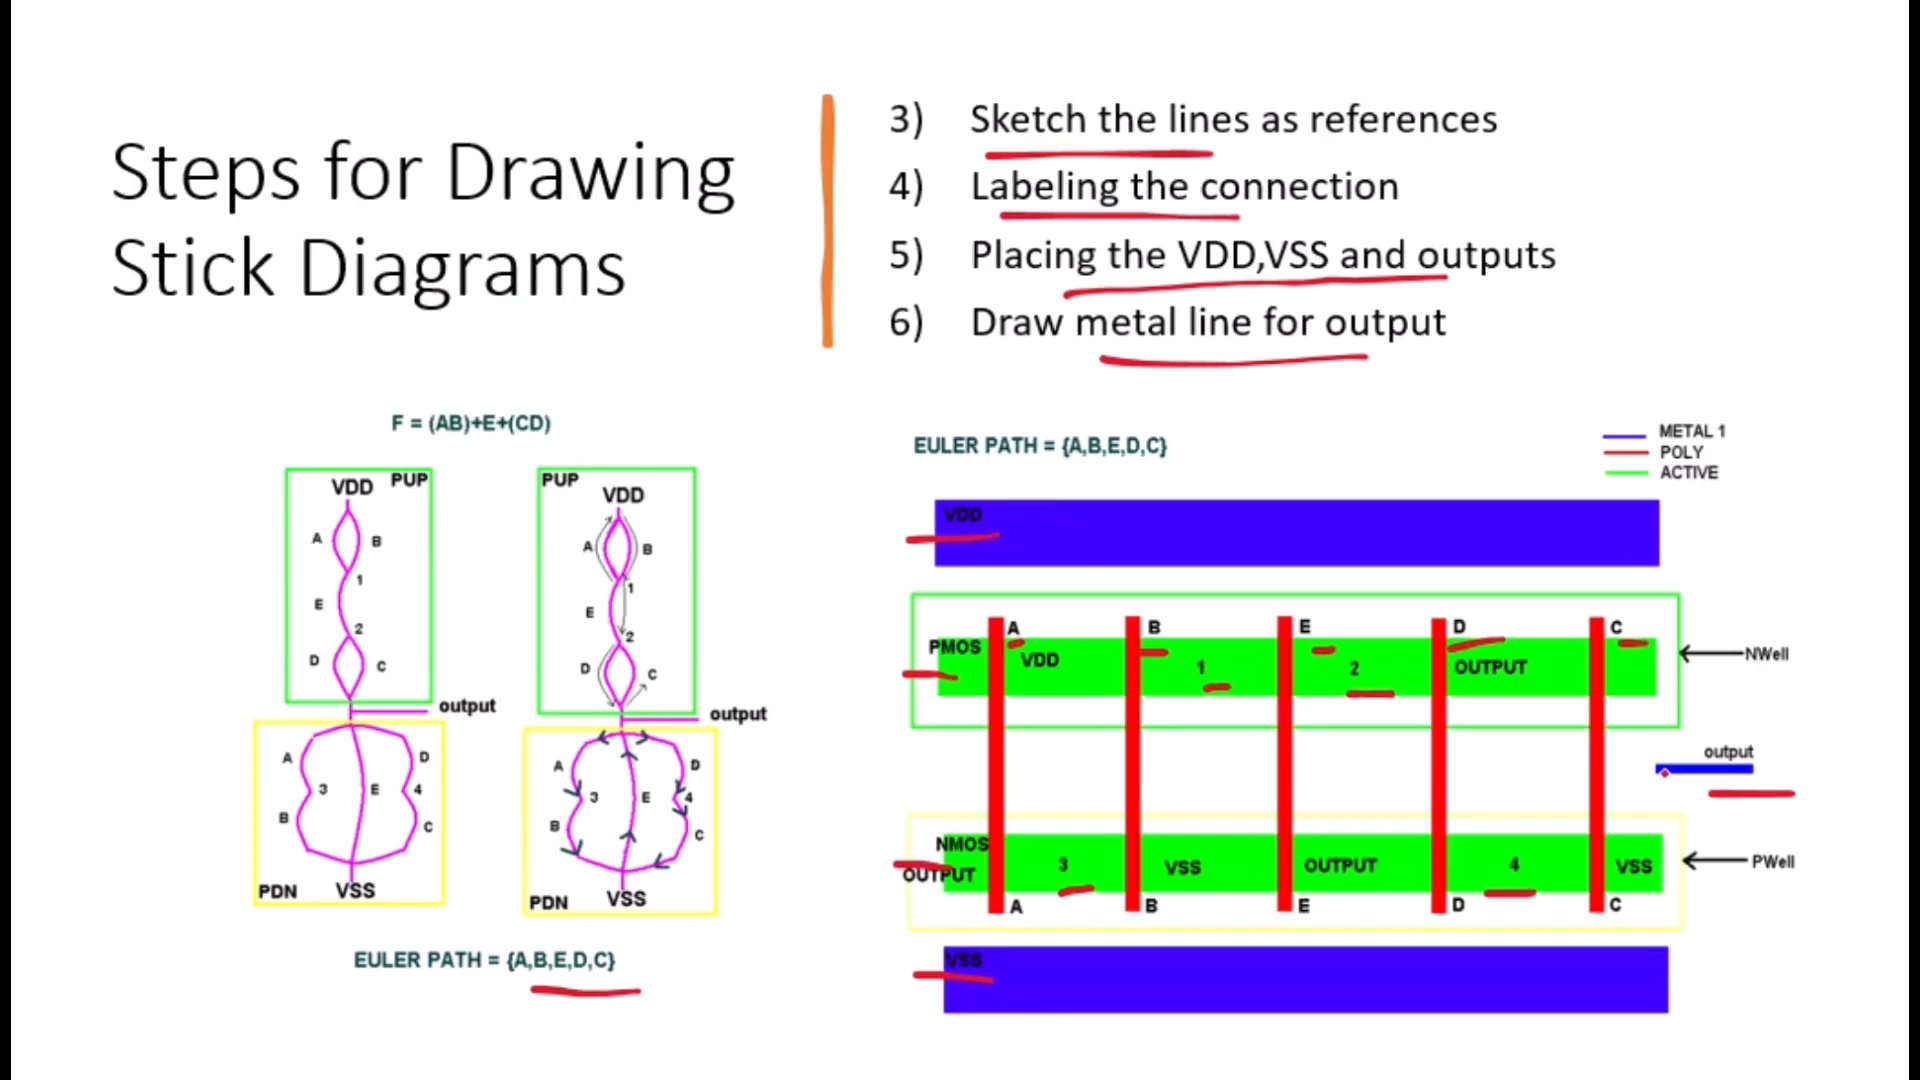 Steps for Drawing
Stick Diagrams
3) Sketch the lines as references
4) Labeling the connection
5) Placing the VDD,VSS and outputs
6) Draw metal line for output
F = (AB)+E+(CD)
PUP
VDD
A
B
1
E
2
D
C
output
A
D
3
E
4
B
C
PDN
VSS
PUP
VDD
A
B
1
E
2
D
C
output
A
D
3
E
4
B
C
PDN
VSS
EULER PATH = {A,B,E,D,C}
EULER PATH = {A,B,E,D,C}
METAL 1
POLY
ACTIVE
VDD
A
B
E
D
C
PMOS
VDD
1
2
OUTPUT
NWell
output
NMOS
OUTPUT
3
VSS
OUTPUT
4
VSS
PWell
A
B
E
D
C
VSS